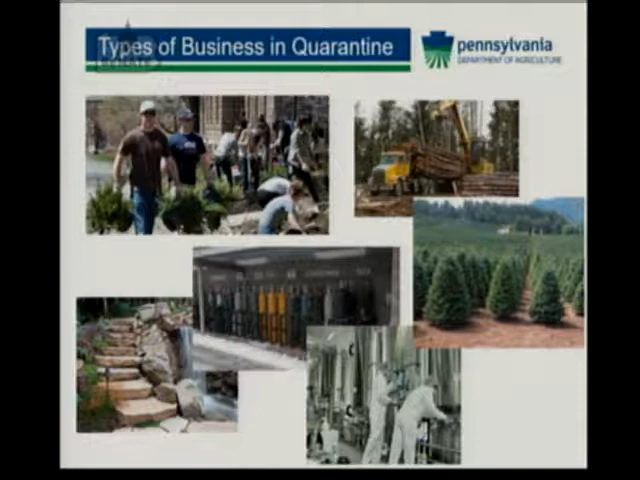 Types of Business in Quarantine
pennsylvania
DEPARTMENT OF AGRICULTURE